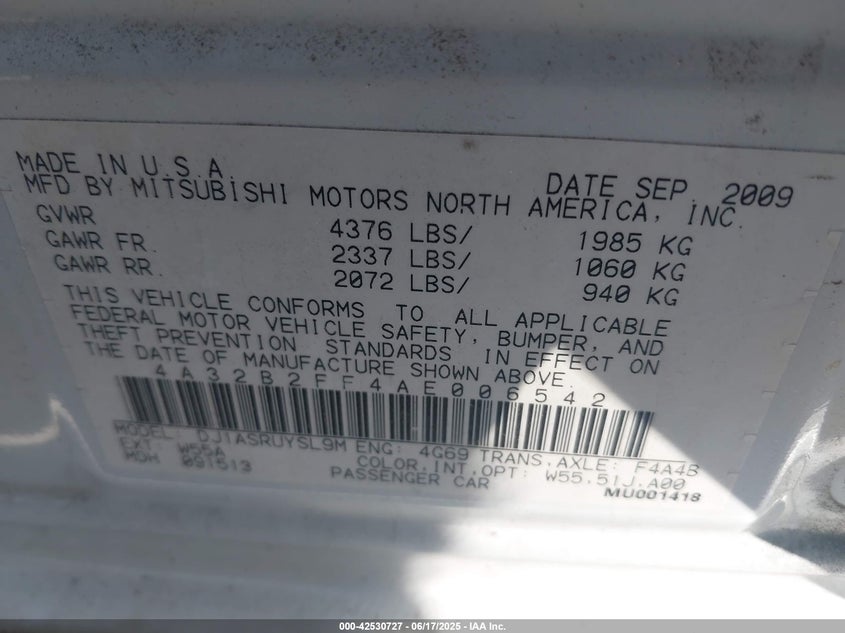 MADE IN U.S.A. DATE SEP. 2009
MFD BY MITSUBISHI MOTORS NORTH AMERICA, INC.
GVWR 4376 LBS/ 1985 KG
GAWR FR. 2337 LBS/ 1060 KG
GAWR RR. 2072 LBS/ 940 KG
THIS VEHICLE CONFORMS TO ALL APPLICABLE
FEDERAL MOTOR VEHICLE SAFETY, BUMPER, AND
THEFT PREVENTION STANDARDS IN EFFECT ON
THE DATE OF MANUFACTURE SHOWN ABOVE.
4A32B2FF4AE006542
MODEL: DJ1ASRUYSL9M ENG: 4G69 TRANS,AXLE: F4A4B
EXT: W55A COLOR,INT,OPT: W55.51J.A00
MDH 091513 PASSENGER CAR
MU001418
000-42530727 - 06/17/2025 - IAA Inc.